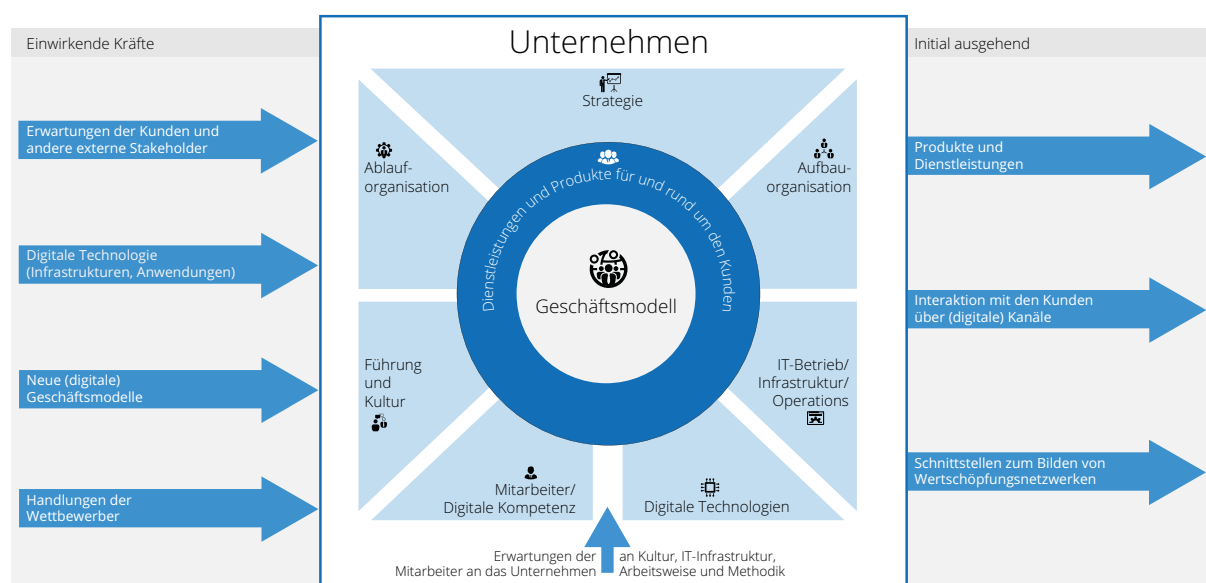 Einwirkende Kräfte
Erwartungen der Kunden und
andere externe Stakeholder
Digitale Technologie
(Infrastrukturen, Anwendungen)
Neue (digitale)
Geschäftsmodelle
Handlungen der
Wettbewerber
Unternehmen
Strategie
Ablauf-
organisation
Aufbau-
organisation
Dienstleistungen und Produkte für und rund um den Kunden
Geschäftsmodell
Führung
und
Kultur
IT-Betrieb/
Infrastruktur/
Operations
Mitarbeiter/
Digitale Kompetenz
Digitale Technologien
Erwartungen der
Mitarbeiter an das Unternehmen
an Kultur, IT-Infrastruktur,
Arbeitsweise und Methodik
Initial ausgehend
Produkte und
Dienstleistungen
Interaktion mit den Kunden
über (digitale) Kanäle
Schnittstellen zum Bilden von
Wertschöpfungsnetzwerken